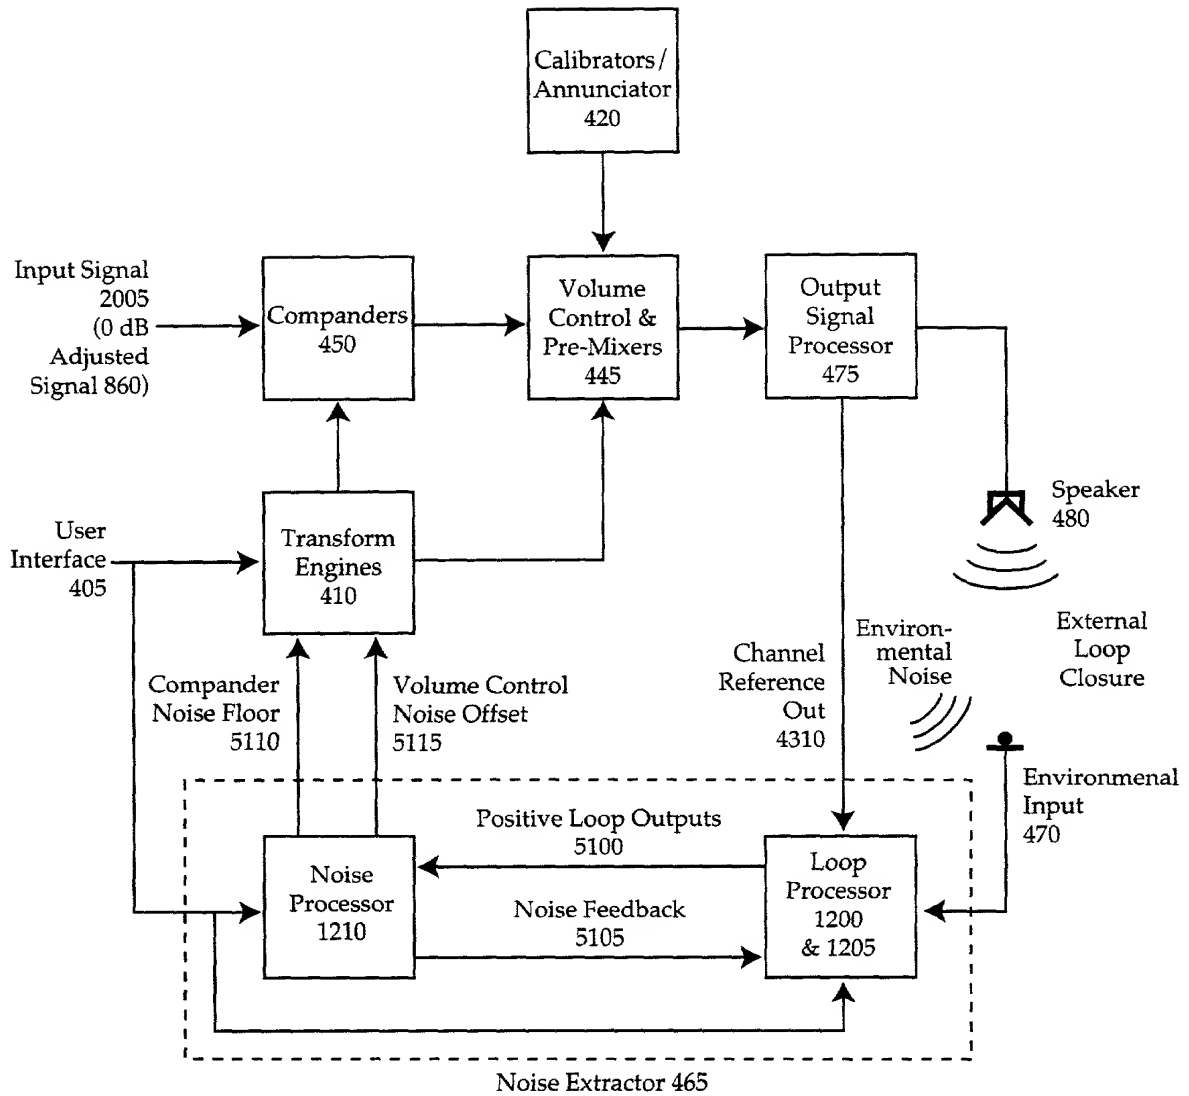 Calibrators /
Annunciator
420
Input Signal
2005
(0 dB
Adjusted
Signal 860)
Companders
450
Volume
Control &
Pre-Mixers
445
Output
Signal
Processor
475
User
Interface
405
Transform
Engines
410
Speaker
480
External
Loop
Closure
Environ-
mental
Noise
Channel
Reference
Out
4310
Compander
Noise Floor
5110
Volume Control
Noise Offset
5115
Environmenal
Input
470
Positive Loop Outputs
5100
Noise
Processor
1210
Noise Feedback
5105
Loop
Processor
1200
& 1205
Noise Extractor 465